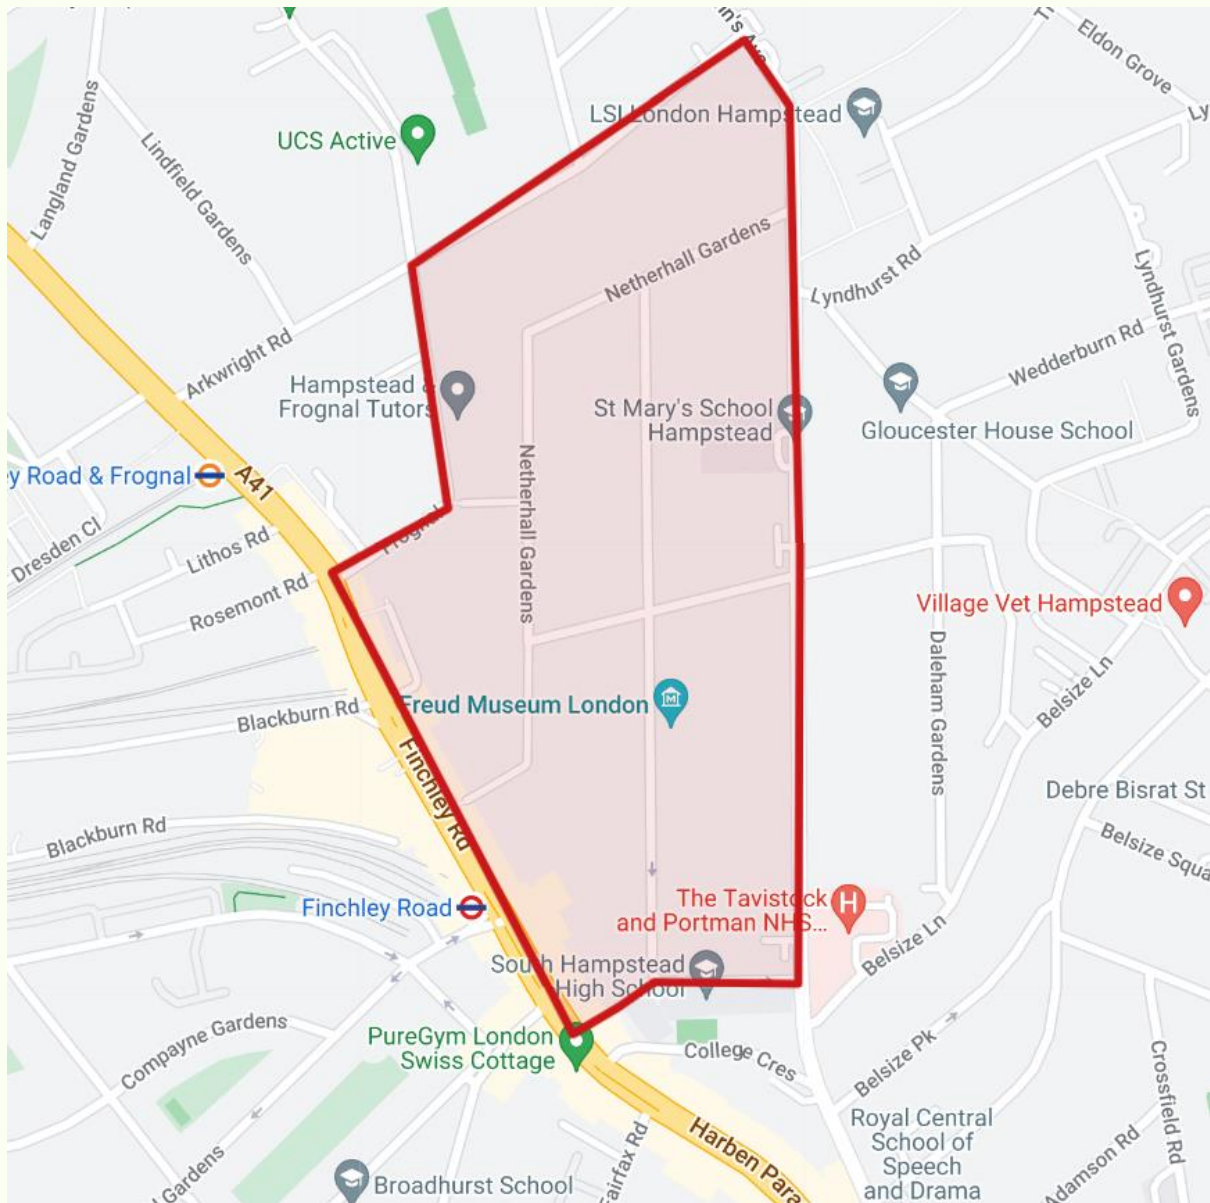 Eldon Grove
LSI London Hampstead
UCS Active
Langland Gardens
Lindfield Gardens
Netherhall Gardens
Lyndhurst Rd
Lyndhurst Gardens
Arkwright Rd
Wedderburn Rd
Hampstead &
Frognal Tutors
St Mary's School
Hampstead
Gloucester House School
Netherhall Gardens
ey Road & Frognal
A41
Frognal
Dresden Cl
Lithos Rd
Rosemont Rd
Village Vet Hampstead
Daleham Gardens
Belsize Ln
Freud Museum London
M
Blackburn Rd
Finchley Rd
Debre Bisrat St
Blackburn Rd
Belsize Squa
The Tavistock
and Portman NHS...
H
Finchley Road
Belsize Ln
South Hampstead
High School
PureGym London
Swiss Cottage
Compayne Gardens
College Cres
Belsize Pk
Crossfield Rd
Royal Central
School of
Speech
and Drama
Harben Para
Fairfax Rd
Adamson Rd
Broadhurst School
d Gardens